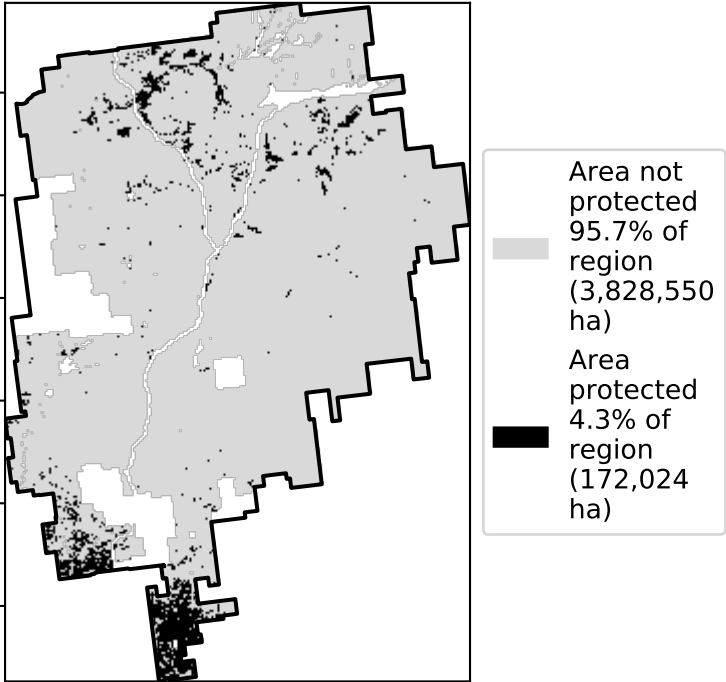 Area not
protected
95.7% of
region
(3,828,550
ha)
Area
protected
4.3% of
region
(172,024
ha)